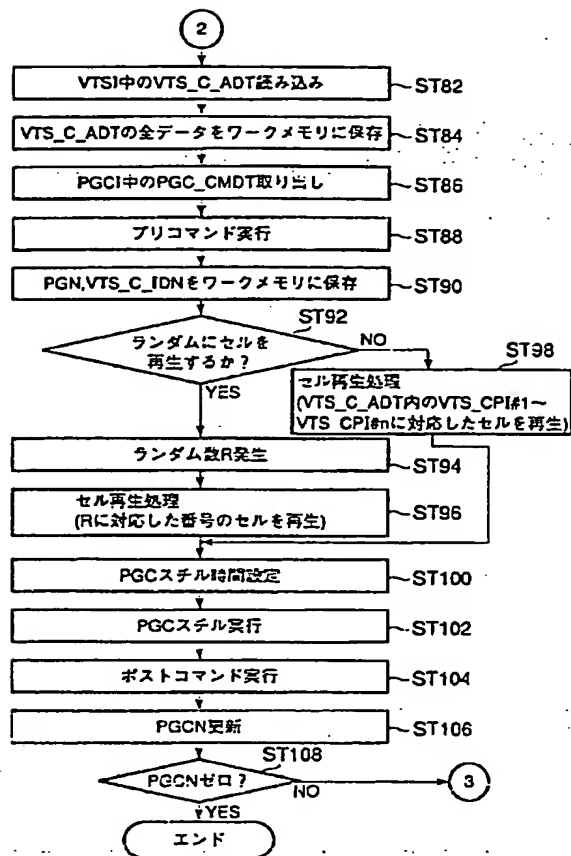 2
VTSI中のVTS_C_ADT読み込み
ST82
VTS_C_ADTの全データをワークメモリに保存
ST84
PGCI中のPGC_CMDT取り出し
ST86
プリコマンド実行
ST88
PGN,VTS_C_IDNをワークメモリに保存
ST90
ST92
ランダムにセルを
再生するか?
NO
YES
ST98
セル再生処理
(VTS_C_ADT内のVTS_CPI#1〜
VTS_CPI#nに対応したセルを再生)
ランダム数R発生
ST94
セル再生処理
(Rに対応した番号のセルを再生)
ST96
PGCスチル時間設定
ST100
PGCスチル実行
ST102
ポストコマンド実行
ST104
PGCN更新
ST106
ST108
PGCNゼロ?
NO
3
YES
エンド